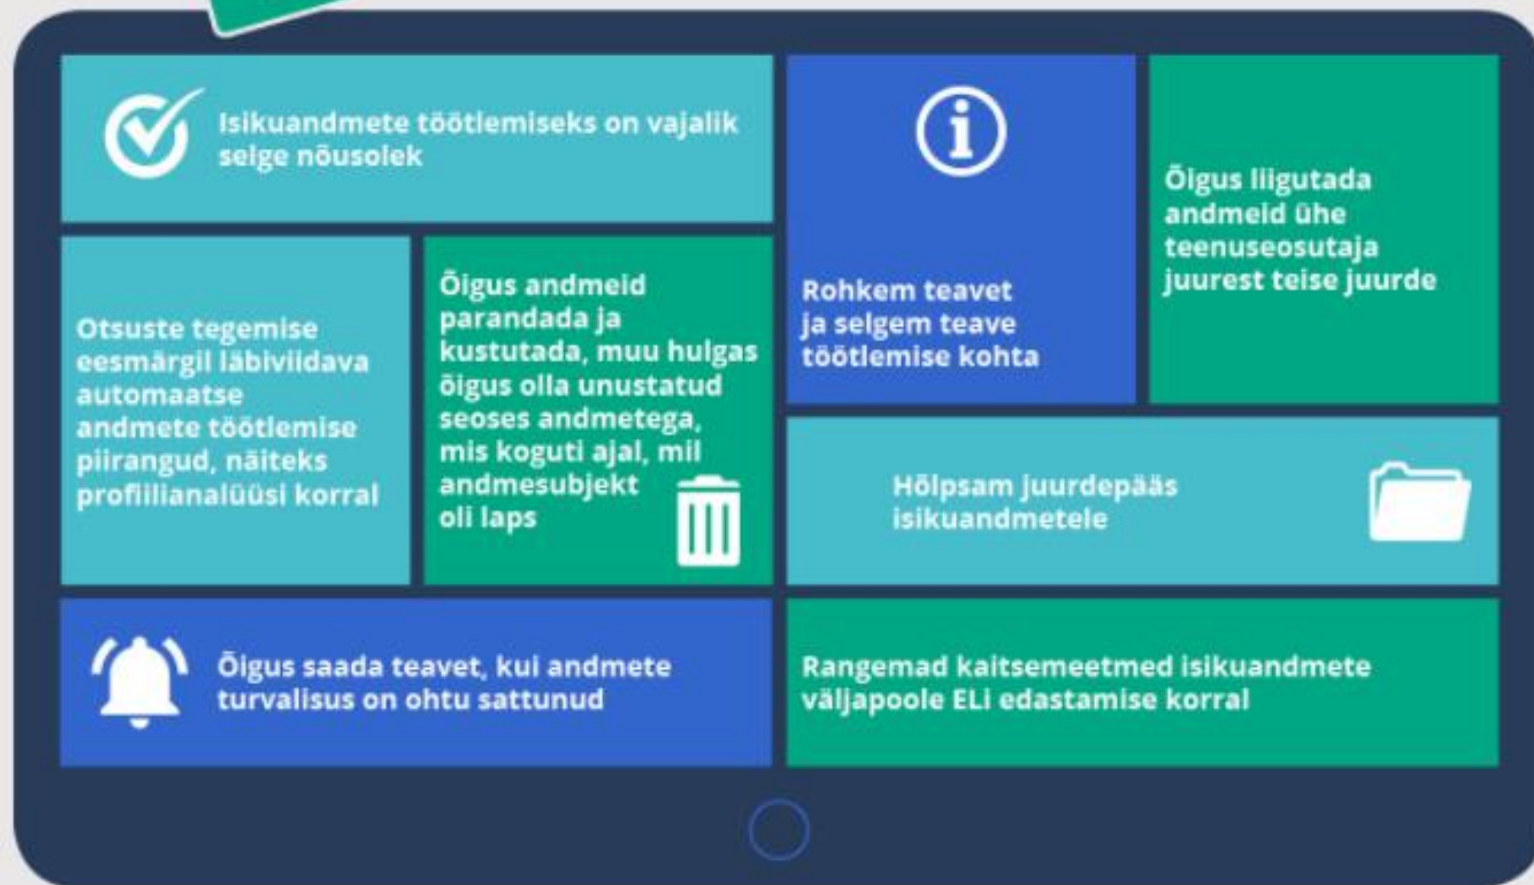 Isikuandmete töötlemiseks on vajalik
selge nõusolek
Rohkem teavet
ja selgem teave
töötlemise kohta
Õigus liigutada
andmeid ühe
teenuseosutaja
juurest teise juurde
Otsuste tegemise
eesmärgil läbiviidava
automaatse
andmete töötlemise
piirangud, näiteks
profiilianalüüsi korral
Õigus andmeid
parandada ja
kustutada, muu hulgas
õigus olla unustatud
seoses andmetega,
mis koguti ajal, mil
andmesubjekt
oli laps
Hõlpsam juurdepääs
isikuandmetele
Õigus saada teavet, kui andmete
turvalisus on ohtu sattunud
Rangemad kaitsemeetmed isikuandmete
väljapoole ELi edastamise korral